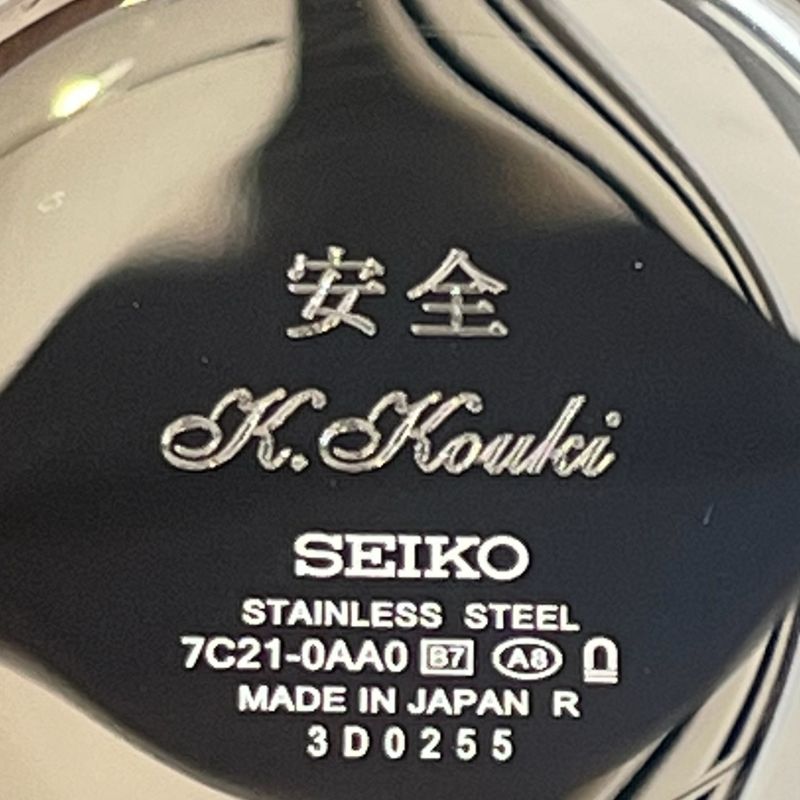 安全
K. Kouki
SEIKO
STAINLESS STEEL
7C21-0AA0 B7 A8
MADE IN JAPAN R
3D0255